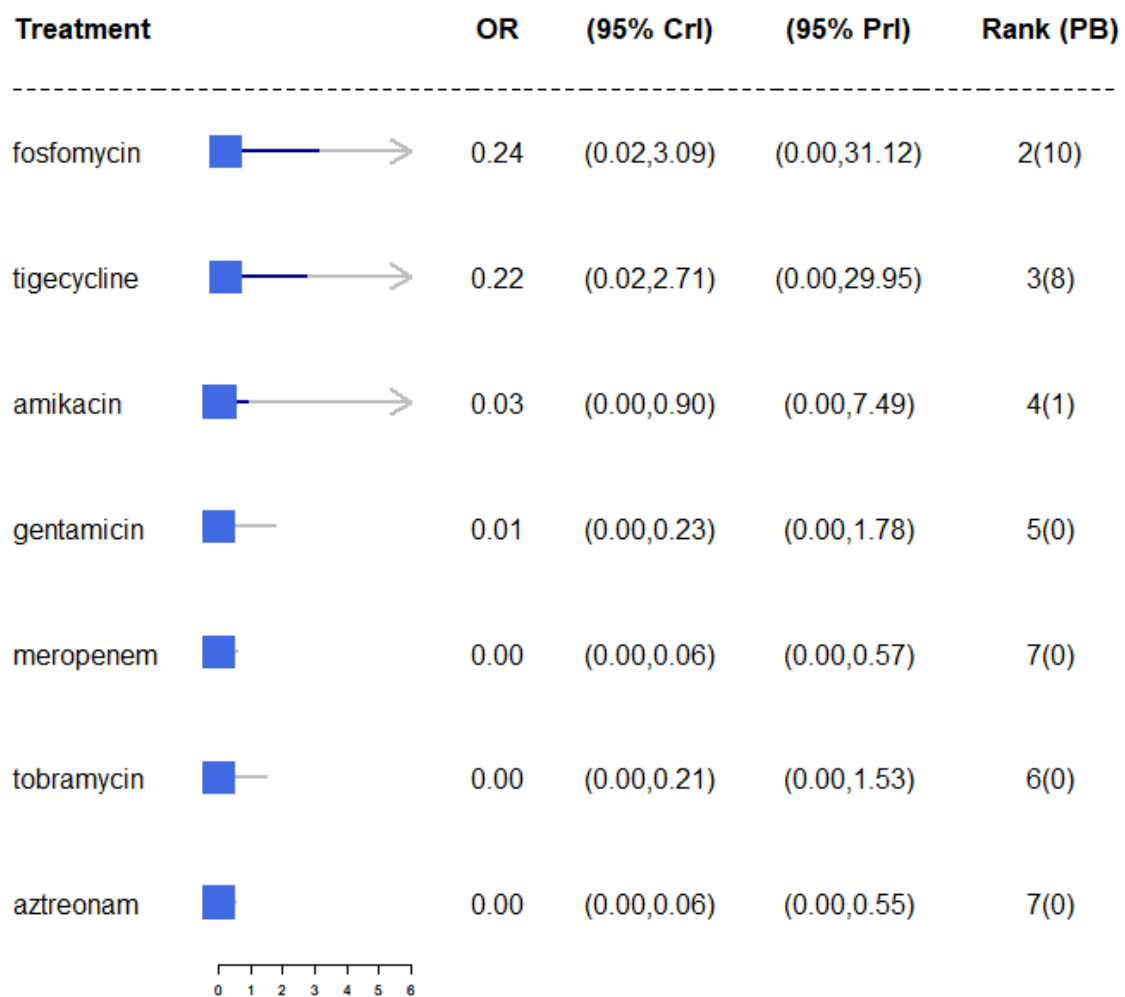 Treatment OR (95% CrI) (95% PrI) Rank (PB)
fosfomycin 0.24 (0.02,3.09) (0.00,31.12) 2(10)
tigecycline 0.22 (0.02,2.71) (0.00,29.95) 3(8)
amikacin 0.03 (0.00,0.90) (0.00,7.49) 4(1)
gentamicin 0.01 (0.00,0.23) (0.00,1.78) 5(0)
meropenem 0.00 (0.00,0.06) (0.00,0.57) 7(0)
tobramycin 0.00 (0.00,0.21) (0.00,1.53) 6(0)
aztreonam 0.00 (0.00,0.06) (0.00,0.55) 7(0)
0 1 2 3 4 5 6